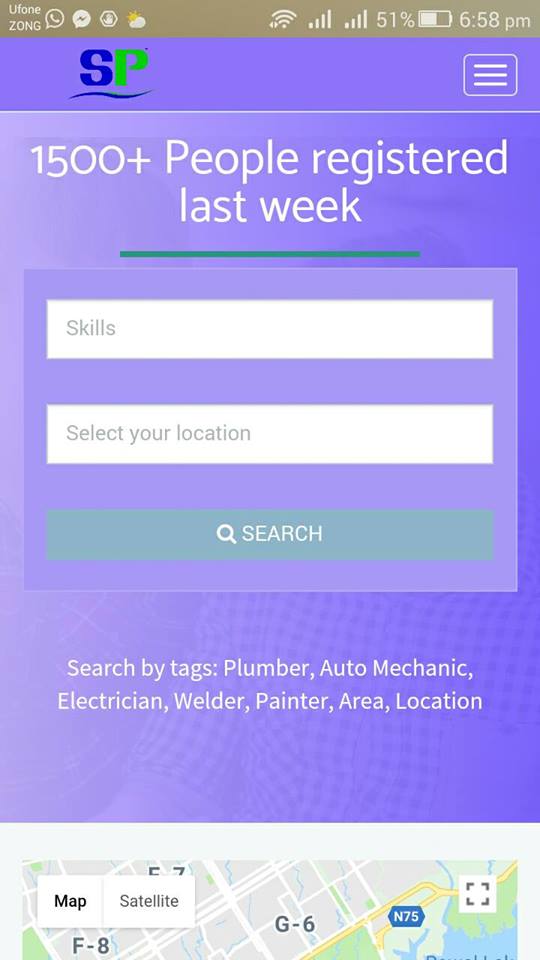 Ufone
ZONG
51%
6:58 pm
SP
1500+ People registered
last week
Skills
Select your location
SEARCH
Search by tags: Plumber, Auto Mechanic,
Electrician, Welder, Painter, Area, Location
F-7
Map
Satellite
G-6
N75
F-8